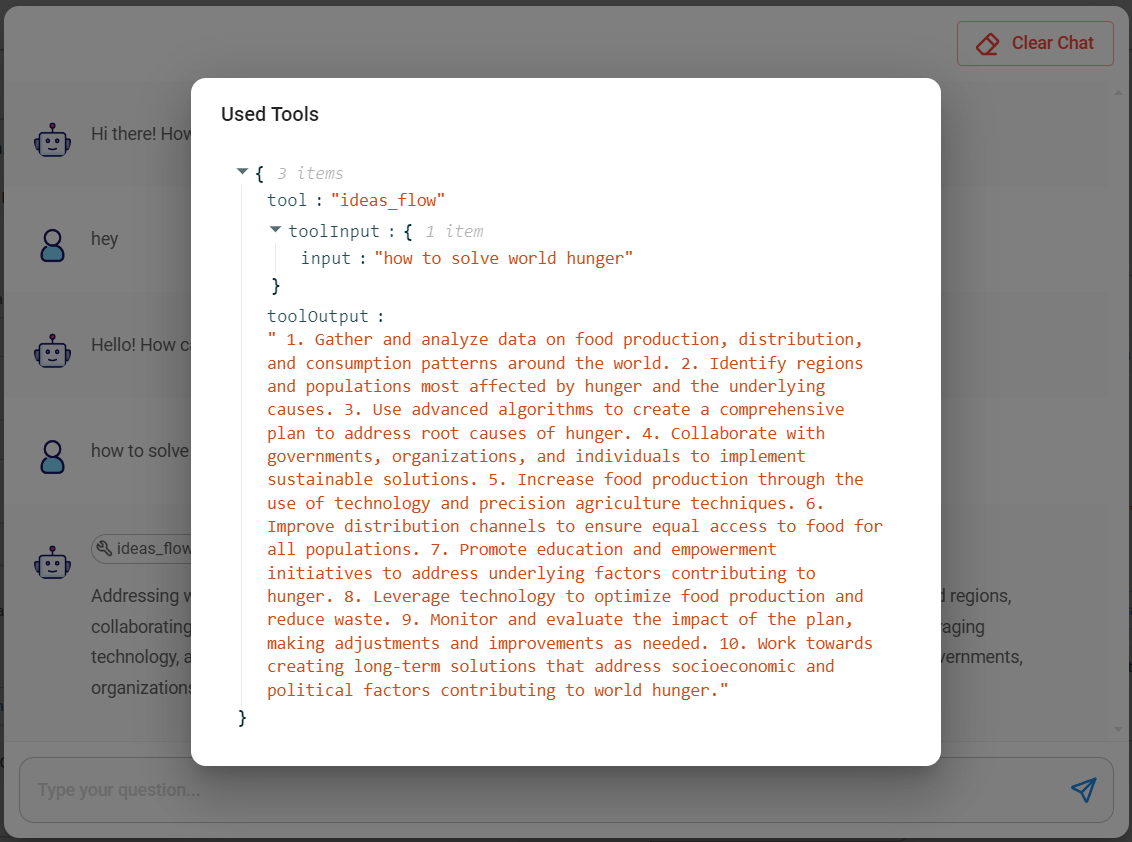 Clear Chat
Used Tools
Hi there! How
{ 3 items
tool : "ideas_flow"
hey
toolInput : { 1 item
input : "how to solve world hunger"
}
toolOutput :
Hello! How
" 1. Gather and analyze data on food production, distribution,
and consumption patterns around the world. 2. Identify regions
and populations most affected by hunger and the underlying
causes. 3. Use advanced algorithms to create a comprehensive
plan to address root causes of hunger. 4. Collaborate with
how to solve
governments, organizations, and individuals to implement
sustainable solutions. 5. Increase food production through the
use of technology and precision agriculture techniques. 6.
Improve distribution channels to ensure equal access to food for
all populations. 7. Promote education and empowerment
ideas_flow
initiatives to address underlying factors contributing to
hunger. 8. Leverage technology to optimize food production and
Addressing
regions,
reduce waste. 9. Monitor and evaluate the impact of the plan,
collaborating
making adjustments and improvements as needed. 10. Work towards
technology,
creating long-term solutions that address socioeconomic and
organizations
political factors contributing to world hunger."
}
Type your question...